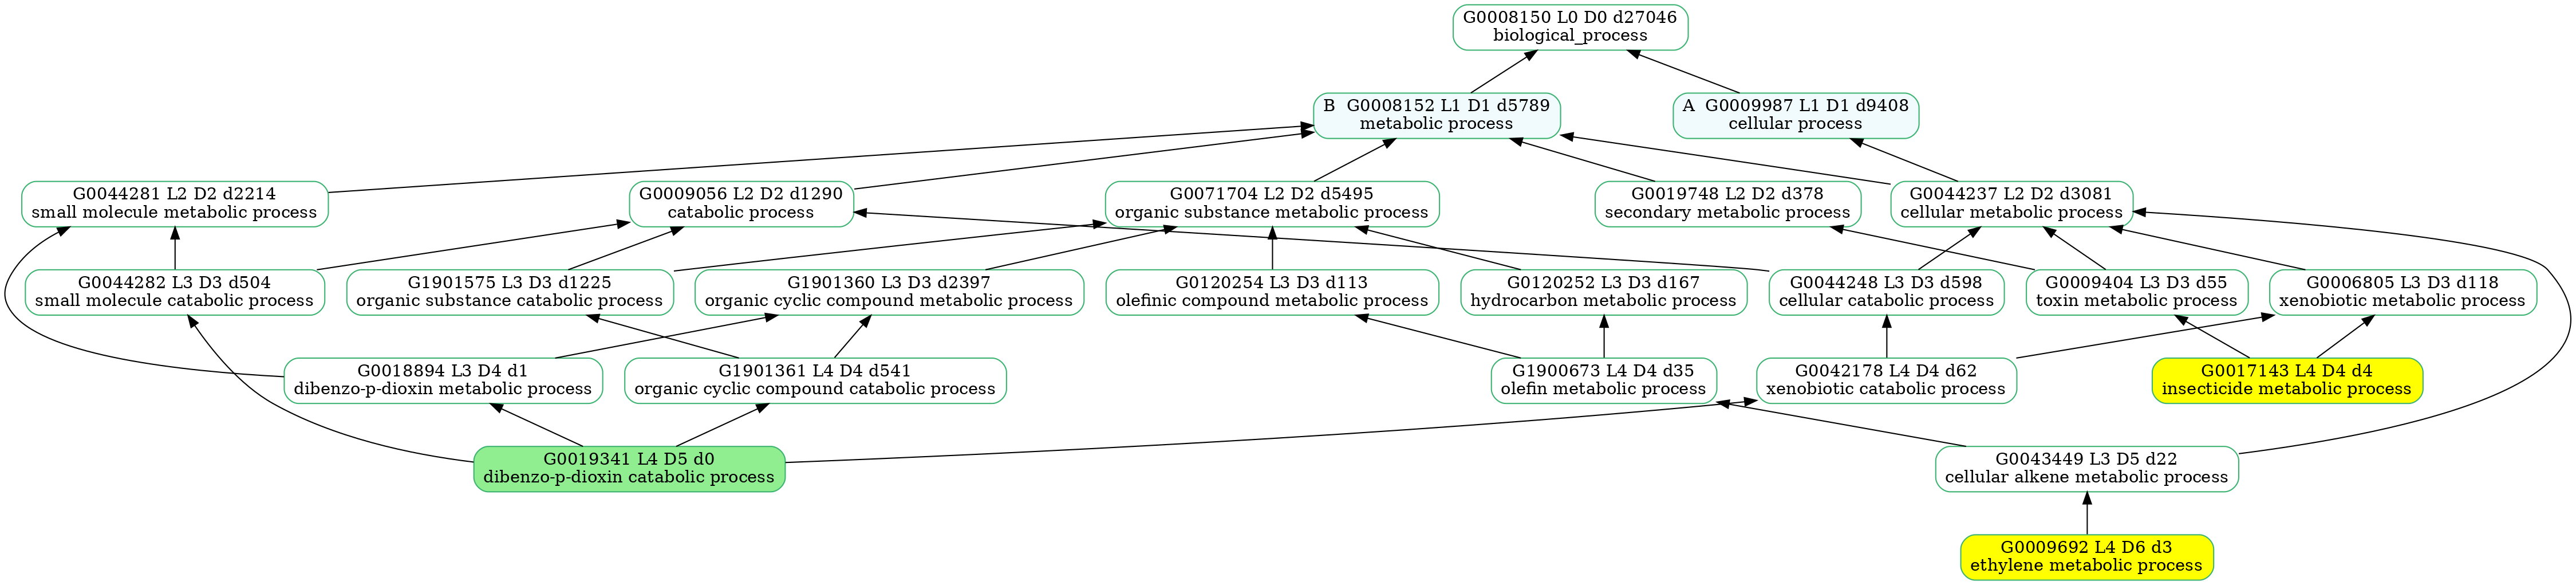 G0008150 L0 D0 d27046
biological_process
B  G0008152 L1 D1 d5789
metabolic process
A  G0009987 L1 D1 d9408
cellular process
G0044281 L2 D2 d2214
small molecule metabolic process
G0009056 L2 D2 d1290
catabolic process
G0071704 L2 D2 d5495
organic substance metabolic process
G0019748 L2 D2 d378
secondary metabolic process
G0044237 L2 D2 d3081
cellular metabolic process
G0044282 L3 D3 d504
small molecule catabolic process
G1901575 L3 D3 d1225
organic substance catabolic process
G1901360 L3 D3 d2397
organic cyclic compound metabolic process
G0120254 L3 D3 d113
olefinic compound metabolic process
G0120252 L3 D3 d167
hydrocarbon metabolic process
G0044248 L3 D3 d598
cellular catabolic process
G0009404 L3 D3 d55
toxin metabolic process
G0006805 L3 D3 d118
xenobiotic metabolic process
G0018894 L3 D4 d1
dibenzo-p-dioxin metabolic process
G1901361 L4 D4 d541
organic cyclic compound catabolic process
G1900673 L4 D4 d35
olefin metabolic process
G0042178 L4 D4 d62
xenobiotic catabolic process
G0017143 L4 D4 d4
insecticide metabolic process
G0019341 L4 D5 d0
dibenzo-p-dioxin catabolic process
G0043449 L3 D5 d22
cellular alkene metabolic process
G0009692 L4 D6 d3
ethylene metabolic process